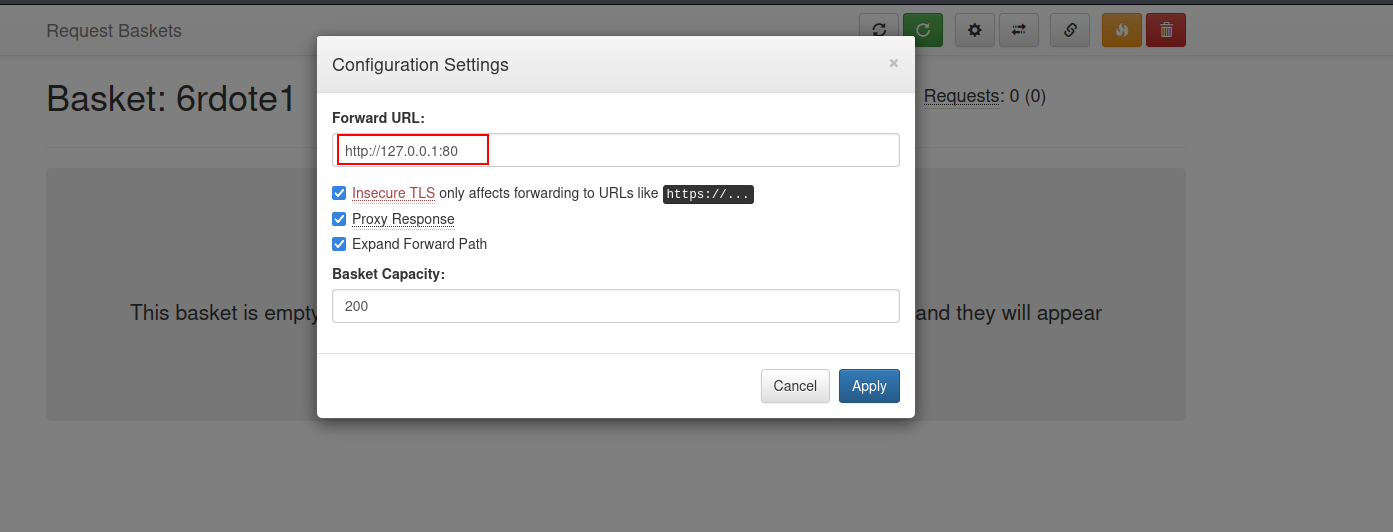 Request Baskets
Configuration Settings
×
Basket: 6rdote1
Requests: 0 (0)
Forward URL:
http://127.0.0.1:80
Insecure TLS only affects forwarding to URLs like https://...
Proxy Response
Expand Forward Path
Basket Capacity:
200
This basket is empty
and they will appear
Cancel
Apply